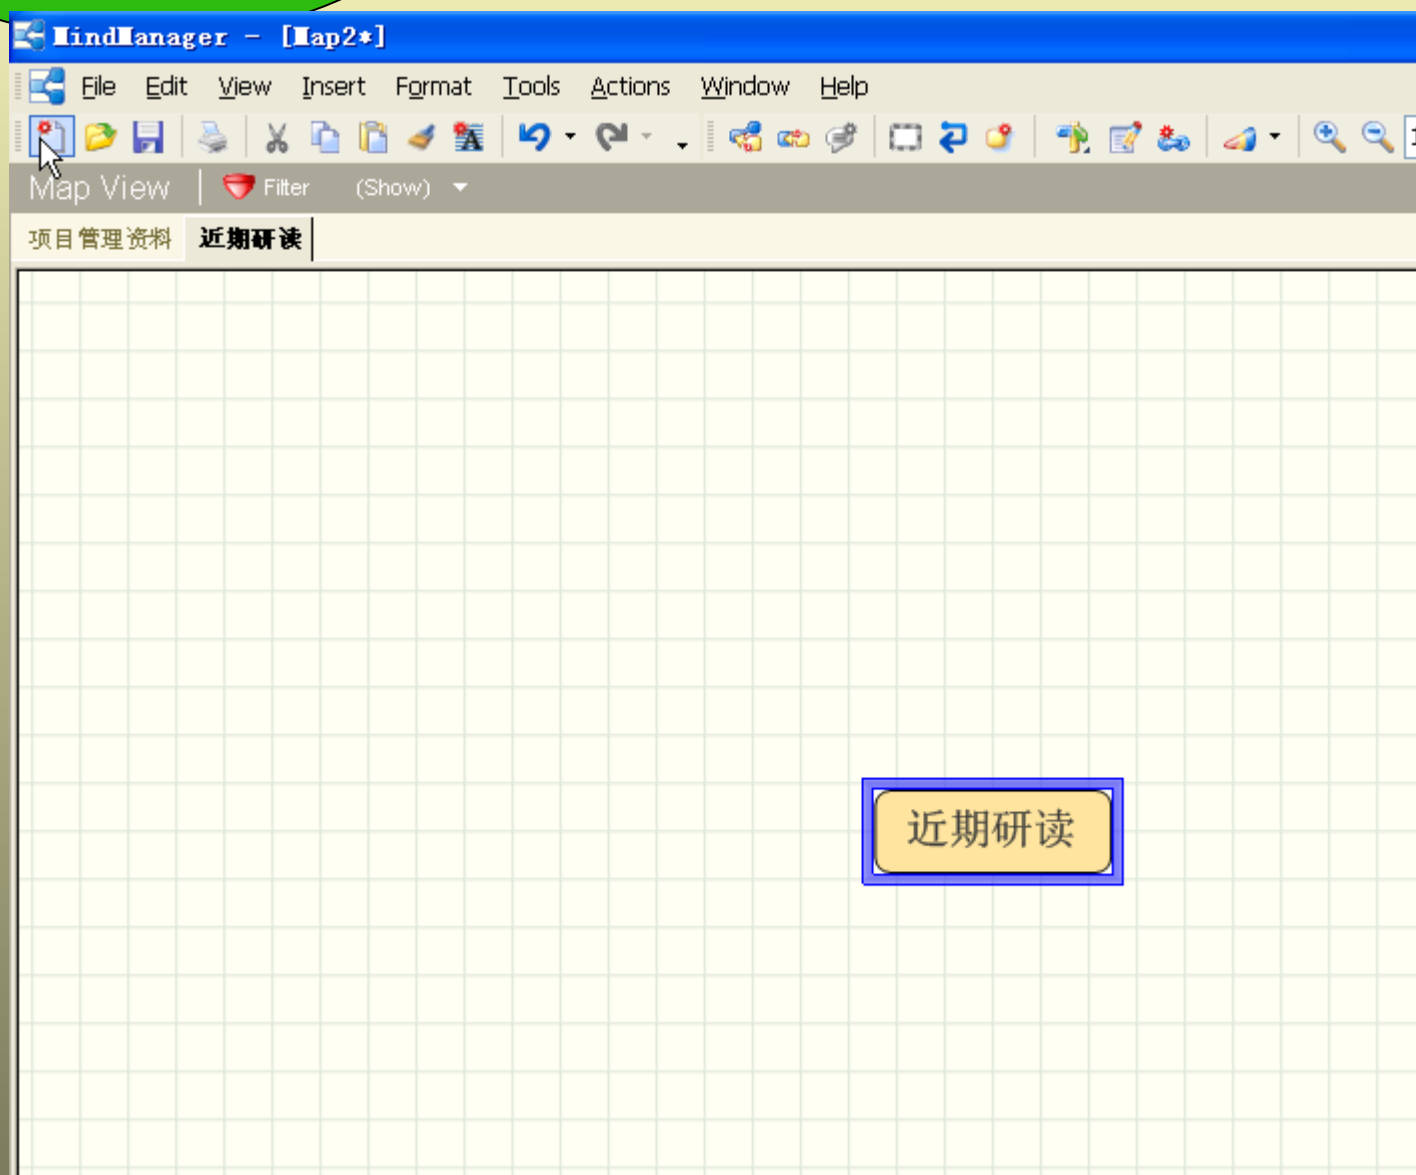 MindManager - [Map2*]
File Edit View Insert Format Tools Actions Window Help
Map View Filter (Show)
项目管理资料 近期研读
近期研读